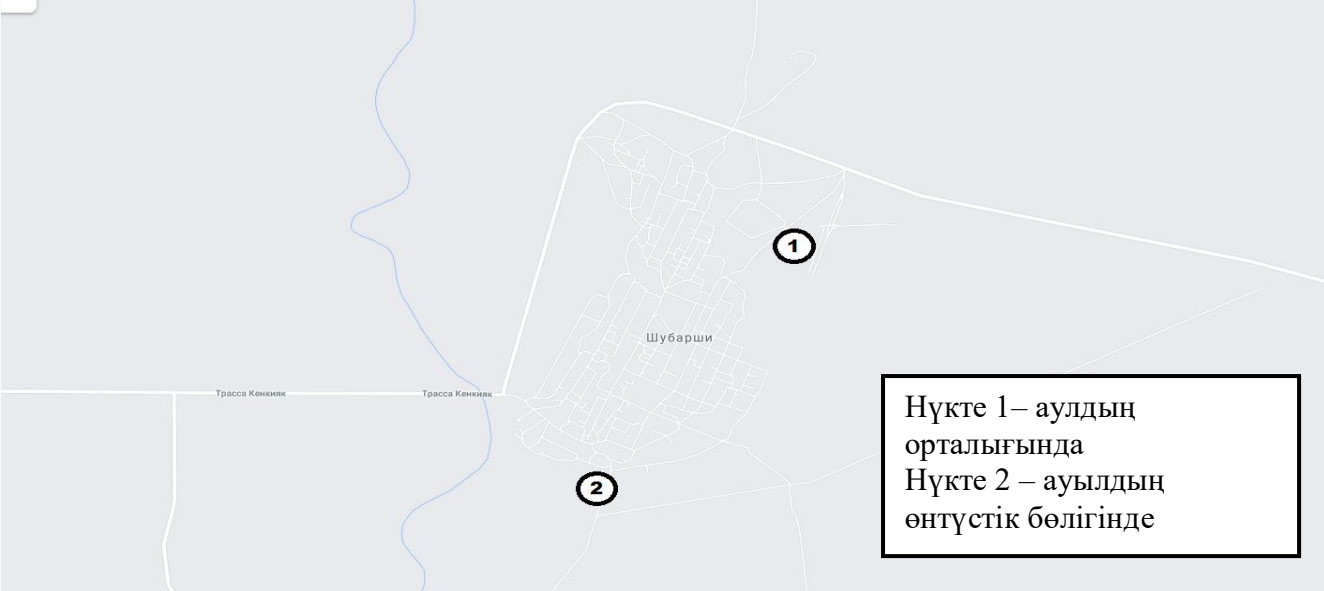 1
Шубарши
Трасса Кенкияк
Трасса Кенкияк
2
Нүкте 1– аулдың
орталығында
Нүкте 2 – ауылдың
өнтүстік бөлігінде